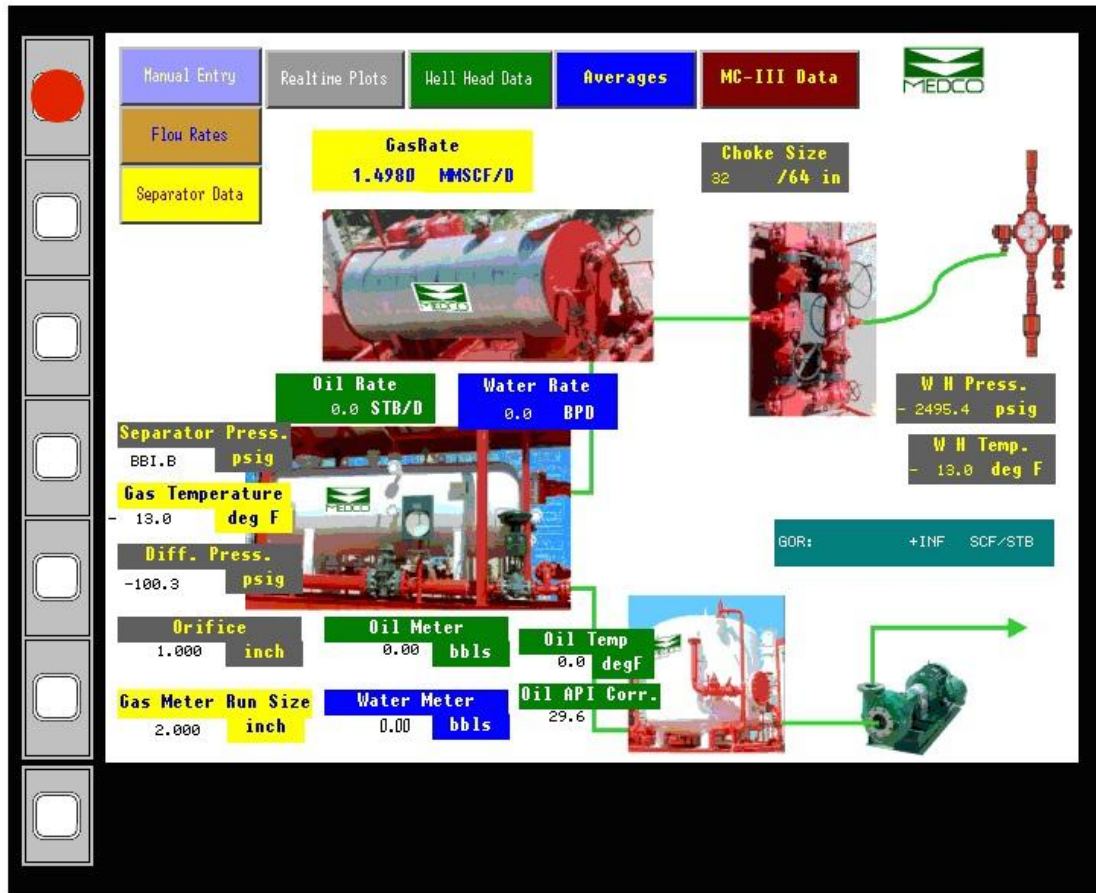 Manual Entry
Realtime Plots
Well Head Data
Averages
MC-III Data
MEDCO
Flow Rates
Separator Data
GasRate
1.4980 MMSCF/D
Choke Size
32 /64 in
MEDCO
Oil Rate
0.0 STB/D
Water Rate
0.0 BPD
W H Press.
- 2495.4 psig
W H Temp.
- 13.0 deg F
Separator Press.
BBI.B psig
Gas Temperature
- 13.0 deg F
MEDCO
Diff. Press.
-100.3 psig
GOR: +INF SCF/STB
Orifice
1.000 inch
Oil Meter
0.00 bbls
Oil Temp
0.0 degF
Gas Meter Run Size
2.000 inch
Water Meter
0.00 bbls
Oil API Corr.
29.6